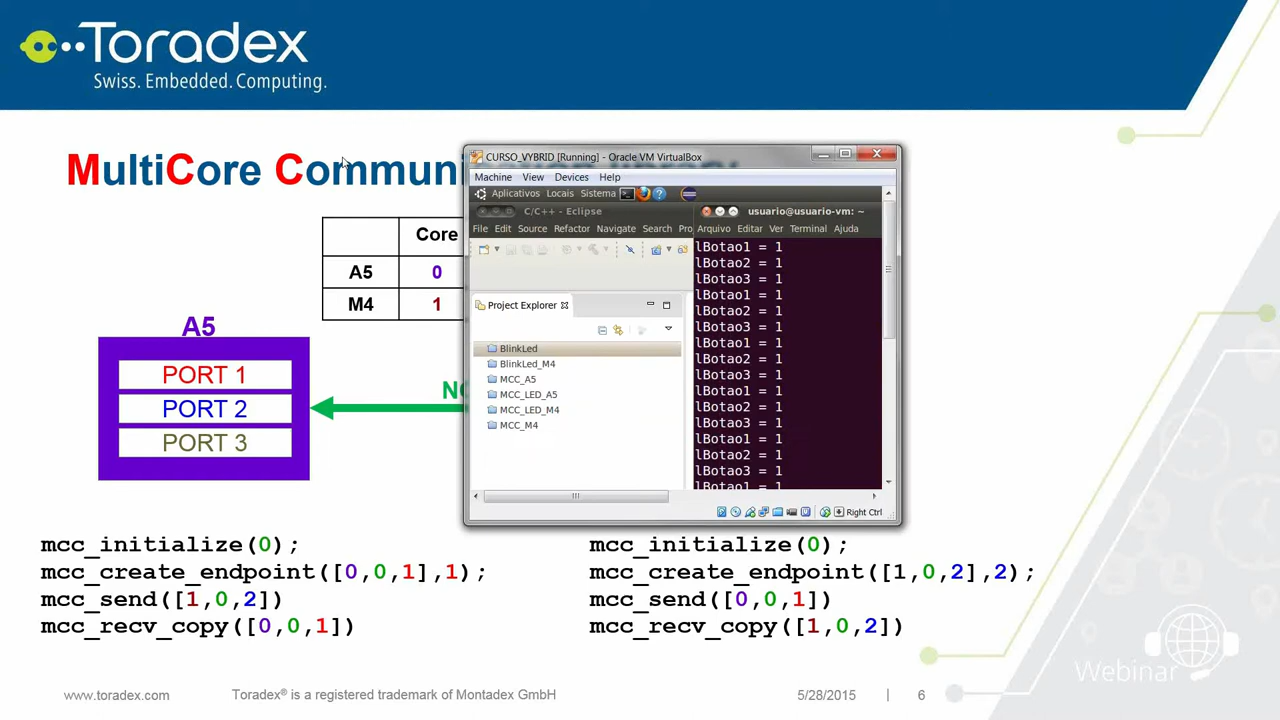 Toradex
Swiss. Embedded. Computing.
MultiCore Communi
Core
A5 0
M4 1
A5
PORT 1
PORT 2
PORT 3
CURSO_VYBRID [Running] - Oracle VM VirtualBox
Machine View Devices Help
Aplicativos Locais Sistema
C/C++ - Eclipse
File Edit Source Refactor Navigate Search
Project Explorer
BlinkLed
BlinkLed_M4
MCC_A5
MCC_LED_A5
MCC_LED_M4
MCC_M4
usuario@usuario-vm: ~
Arquivo Editar Ver Terminal Ajuda
lBotao1 = 1
lBotao2 = 1
lBotao3 = 1
lBotao1 = 1
lBotao2 = 1
lBotao3 = 1
lBotao1 = 1
lBotao2 = 1
lBotao3 = 1
lBotao1 = 1
lBotao2 = 1
lBotao3 = 1
lBotao1 = 1
lBotao2 = 1
lBotao3 = 1
lBotao1 = 1
Right Ctrl
mcc_initialize(0);
mcc_create_endpoint([0,0,1],1);
mcc_send([1,0,2])
mcc_recv_copy([0,0,1])
mcc_initialize(0);
mcc_create_endpoint([1,0,2],2);
mcc_send([0,0,1])
mcc_recv_copy([1,0,2])
Webinar
www.toradex.com
Toradex® is a registered trademark of Montadex GmbH
5/28/2015 | 6